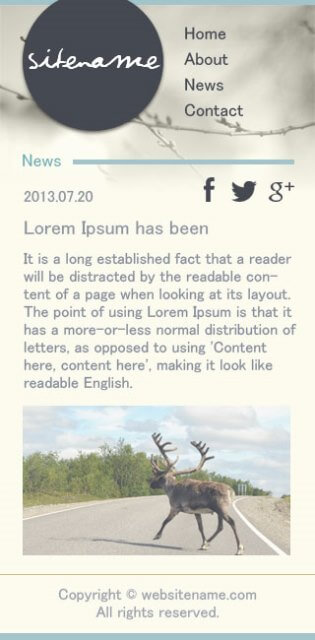 sitename
Home
About
News
Contact
News
2013.07.20
g+
Lorem Ipsum has been
It is a long established fact that a reader
will be distracted by the readable con-
tent of a page when looking at its layout.
The point of using Lorem Ipsum is that it
has a more-or-less normal distribution of
letters, as opposed to using 'Content
here, content here', making it look like
readable English.
Copyright © websitename.com
All rights reserved.